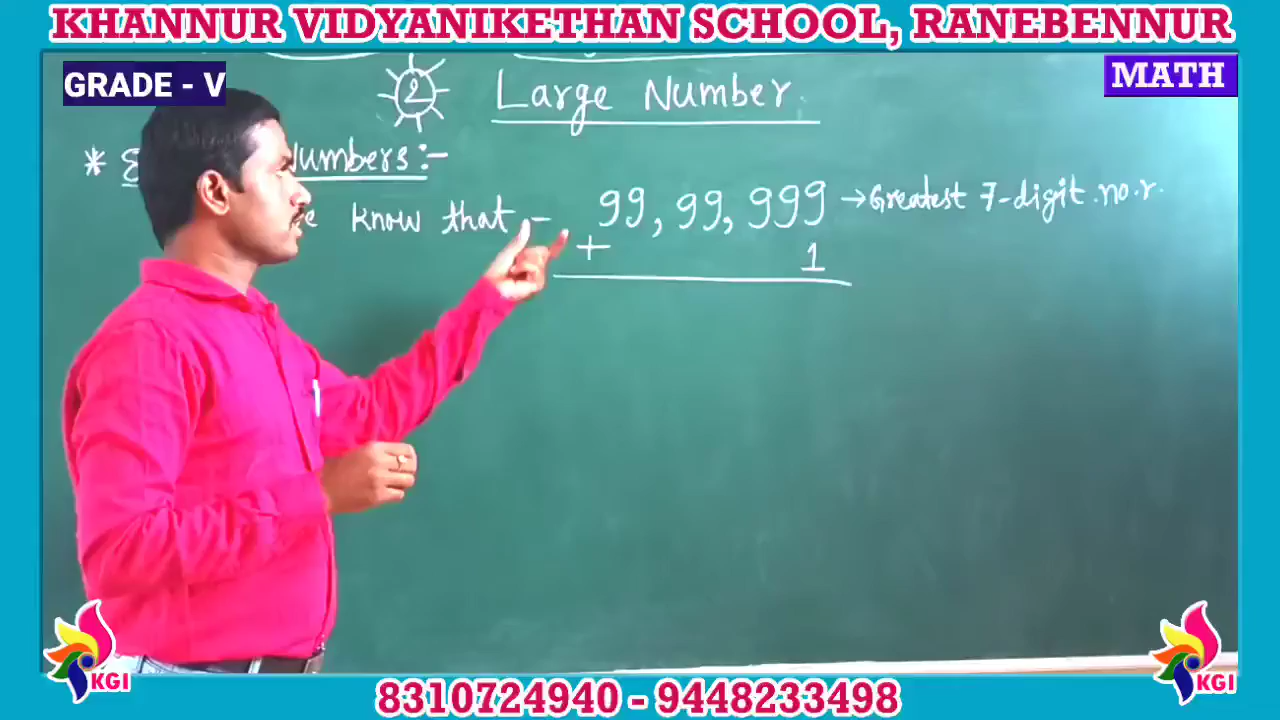 KHANNUR VIDYANIKETHAN SCHOOL, RANEBENNUR
GRADE - V
MATH
2 Large Number
* Numbers:-
know that,- 99,99,999 → Greatest 7-digit no.r.
+ 1
KGI
KGI
8310724940 - 9448233498